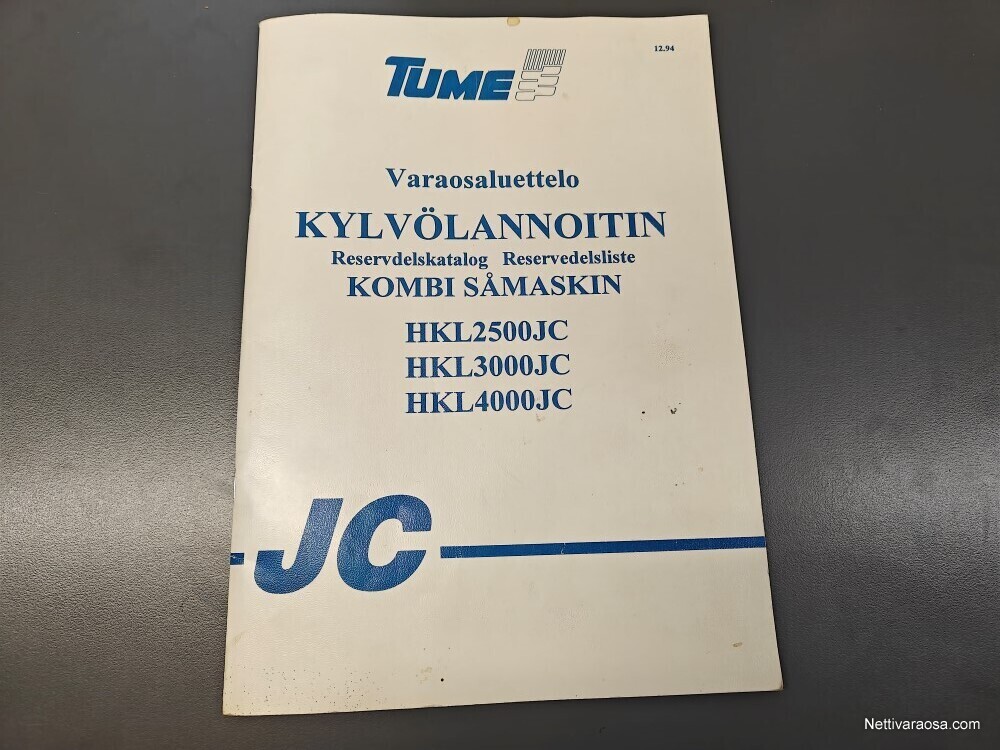 TUME
12.94
Varaosaluettelo
KYLVÖLANNOITIN
Reservdelskatalog Reservedelsliste
KOMBI SÅMASKIN
HKL2500JC
HKL3000JC
HKL4000JC
JC
Nettivaraosa.com